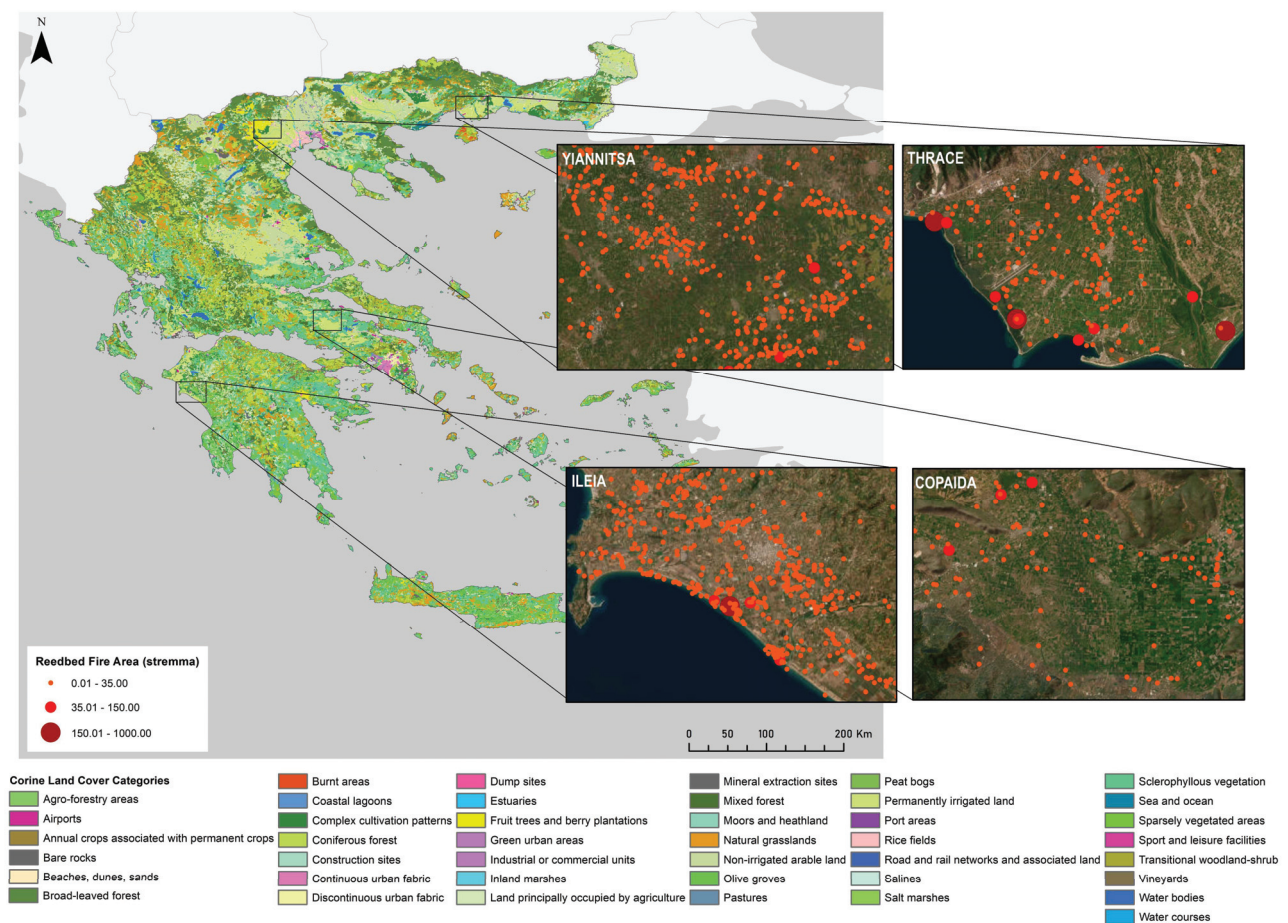 N
YIANNITSA
THRACE
ILEIA
COPAIDA
Reedbed Fire Area (stremma)
0.01 - 35.00
35.01 - 150.00
150.01 - 1000.00
0 50 100 200 Km
Corine Land Cover Categories
Agro-forestry areas
Airports
Annual crops associated with permanent crops
Bare rocks
Beaches, dunes, sands
Broad-leaved forest
Burnt areas
Coastal lagoons
Complex cultivation patterns
Coniferous forest
Construction sites
Continuous urban fabric
Discontinuous urban fabric
Dump sites
Estuaries
Fruit trees and berry plantations
Green urban areas
Industrial or commercial units
Inland marshes
Land principally occupied by agriculture
Mineral extraction sites
Mixed forest
Moors and heathland
Natural grasslands
Non-irrigated arable land
Olive groves
Pastures
Peat bogs
Permanently irrigated land
Port areas
Rice fields
Road and rail networks and associated land
Salines
Salt marshes
Sclerophyllous vegetation
Sea and ocean
Sparsely vegetated areas
Sport and leisure facilities
Transitional woodland-shrub
Vineyards
Water bodies
Water courses